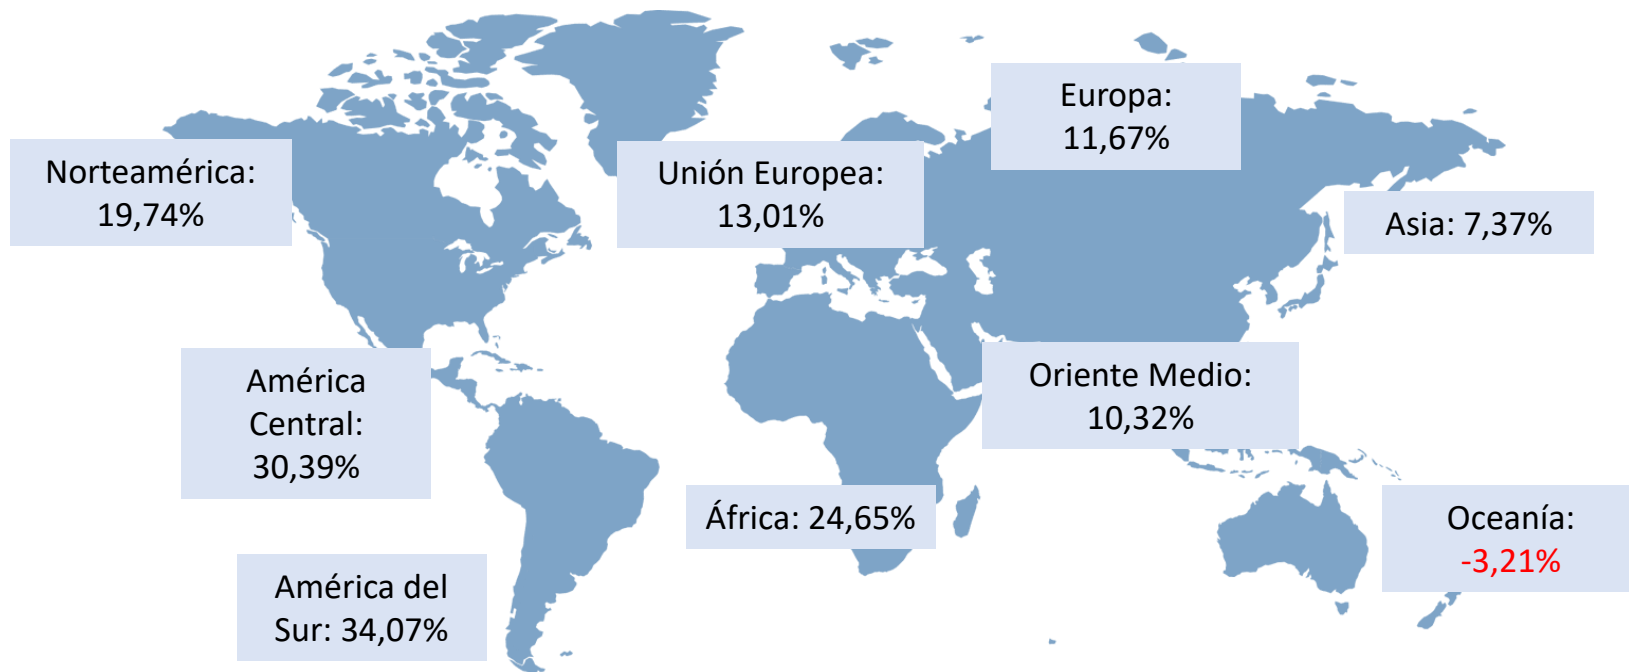 Europa:
11,67%
Norteamérica:
19,74%
Unión Europea:
13,01%
Asia: 7,37%
América
Central:
30,39%
Oriente Medio:
10,32%
África: 24,65%
Oceanía:
-3,21%
América del
Sur: 34,07%